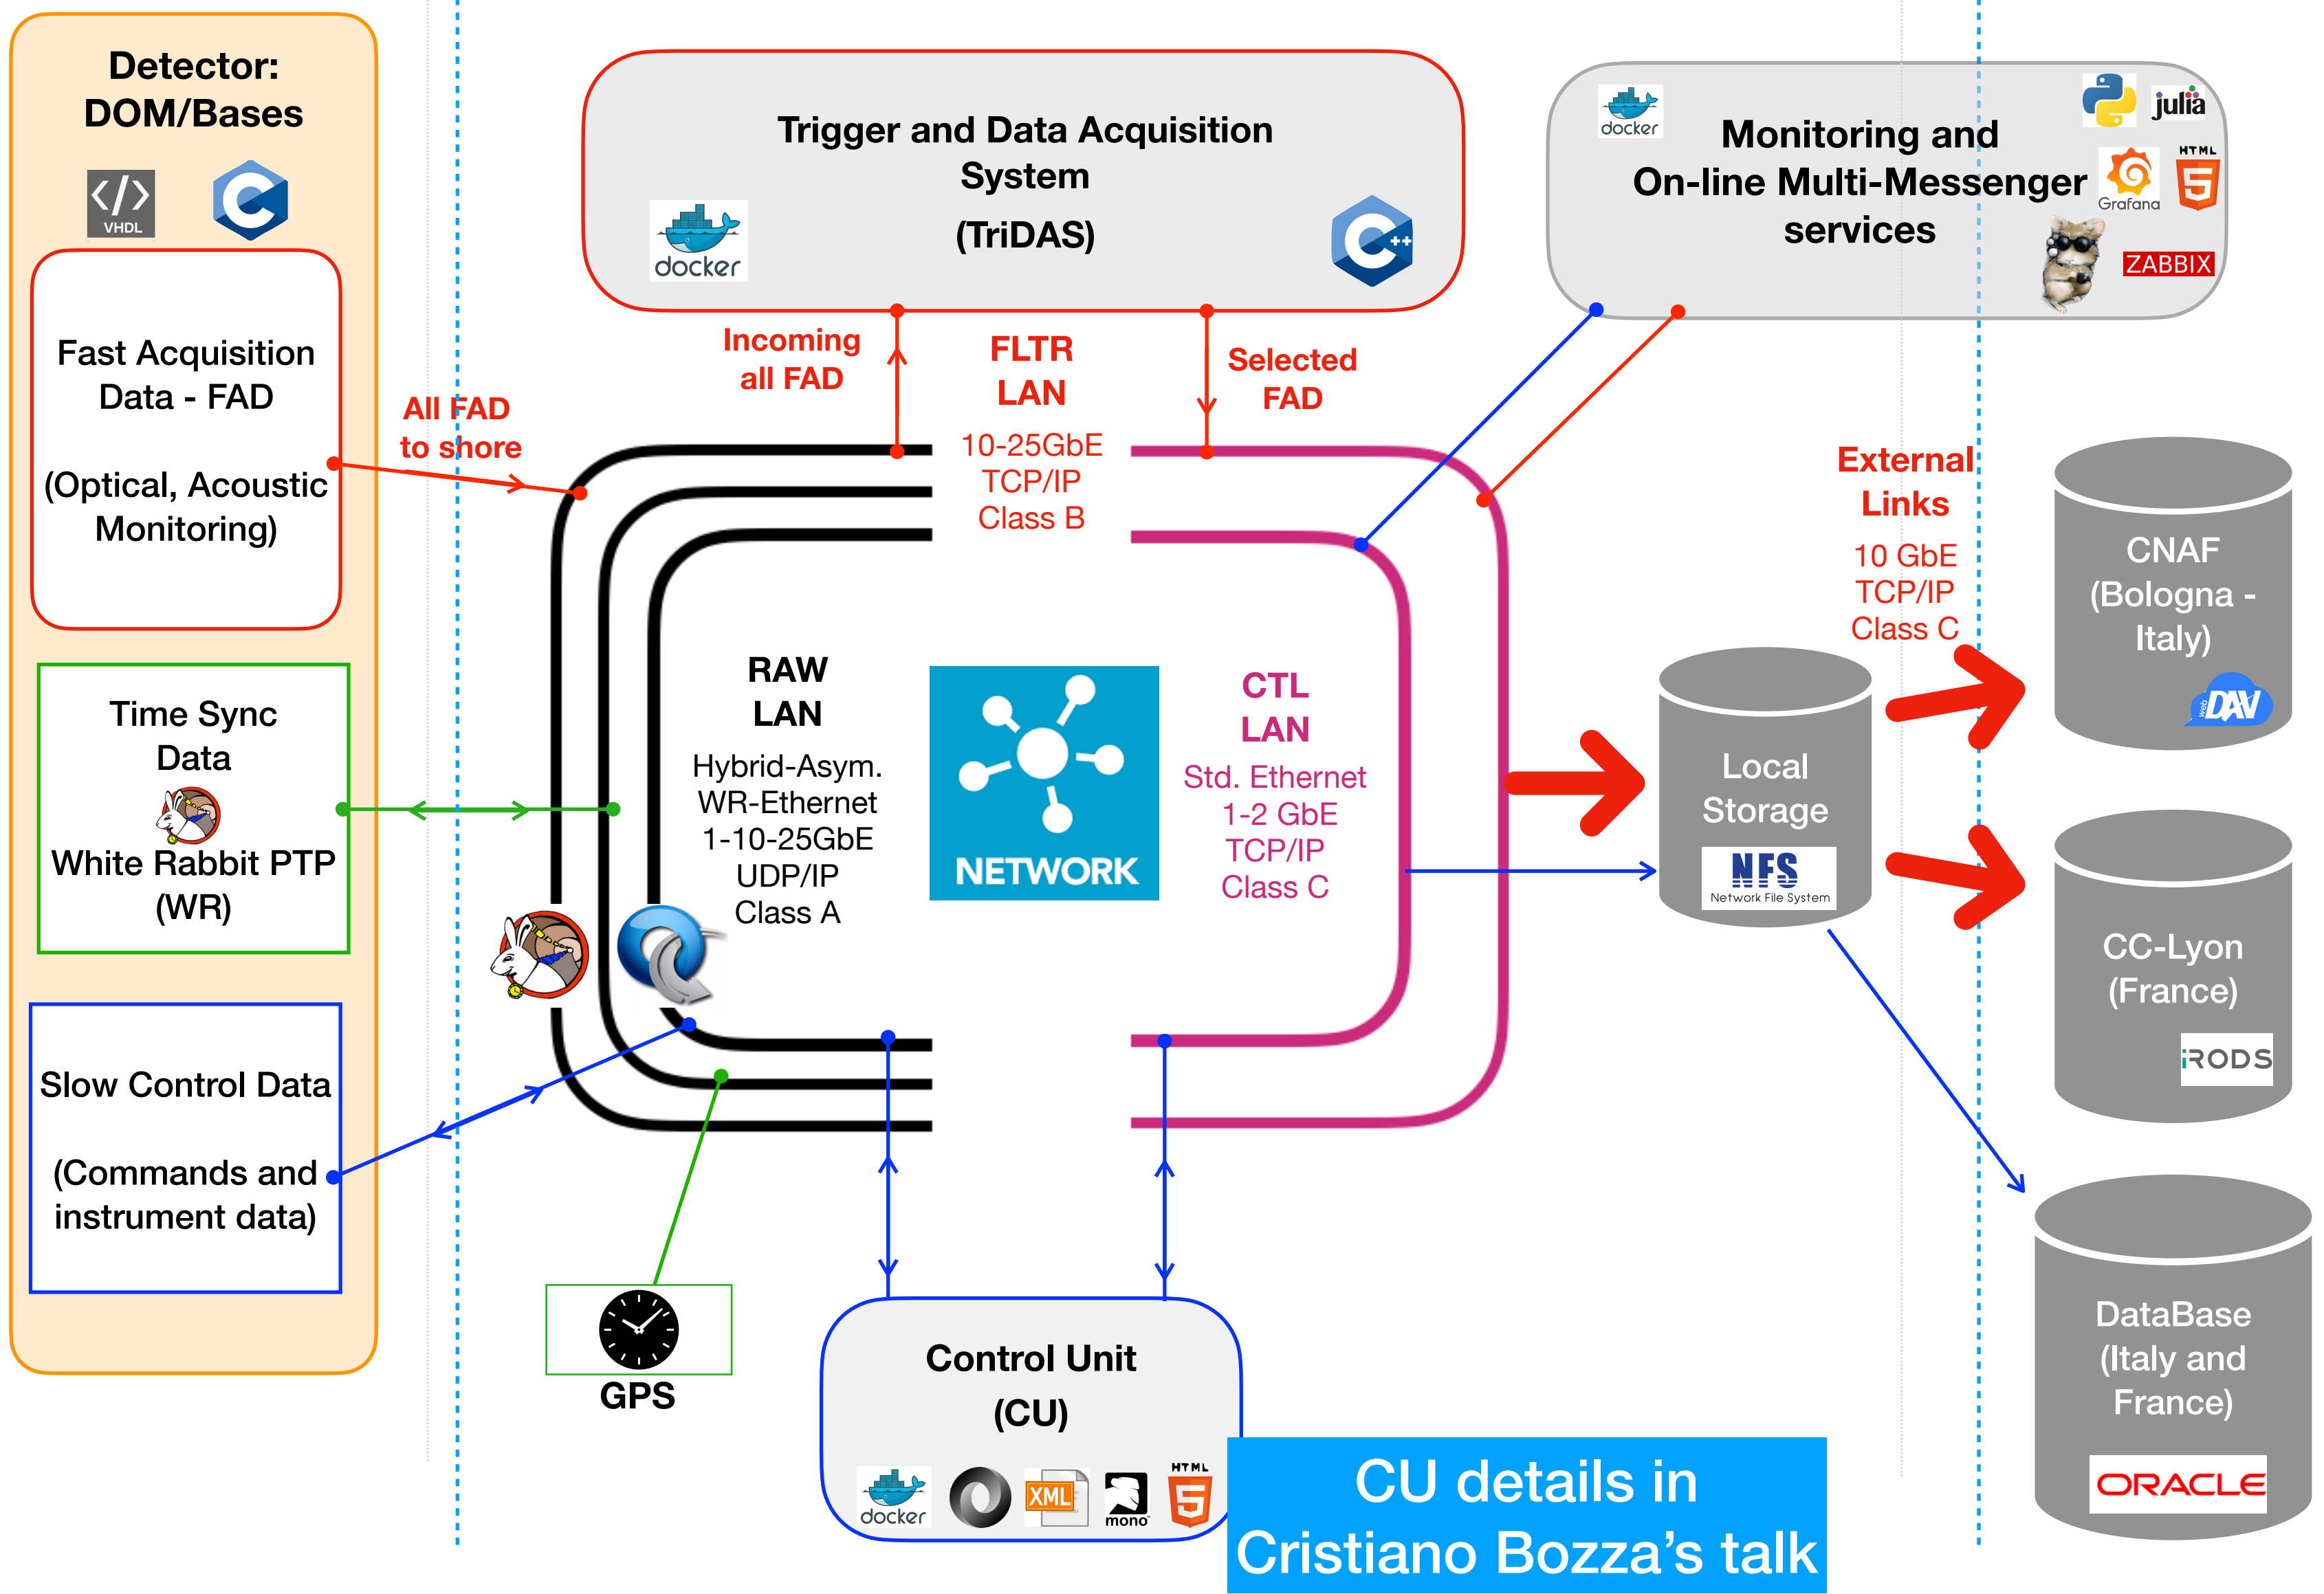 Detector:
DOM/Bases
VHDL
C
Fast Acquisition
Data - FAD
(Optical, Acoustic
Monitoring)
Time Sync
Data
White Rabbit PTP
(WR)
Slow Control Data
(Commands and
instrument data)
All FAD
to shore
Trigger and Data Acquisition
System
(TriDAS)
docker
C++
Incoming
all FAD
FLTR
LAN
10-25GbE
TCP/IP
Class B
Selected
FAD
docker
Monitoring and
On-line Multi-Messenger
services
julia
Grafana
HTML
5
ZABBIX
RAW
LAN
Hybrid-Asym.
WR-Ethernet
1-10-25GbE
UDP/IP
Class A
NETWORK
CTL
LAN
Std. Ethernet
1-2 GbE
TCP/IP
Class C
GPS
Control Unit
(CU)
docker
XML
mono
HTML
5
CU details in
Cristiano Bozza's talk
Local
Storage
NFS
Network File System
External
Links
10 GbE
TCP/IP
Class C
CNAF
(Bologna -
Italy)
web
DAV
CC-Lyon
(France)
iRODS
DataBase
(Italy and
France)
ORACLE